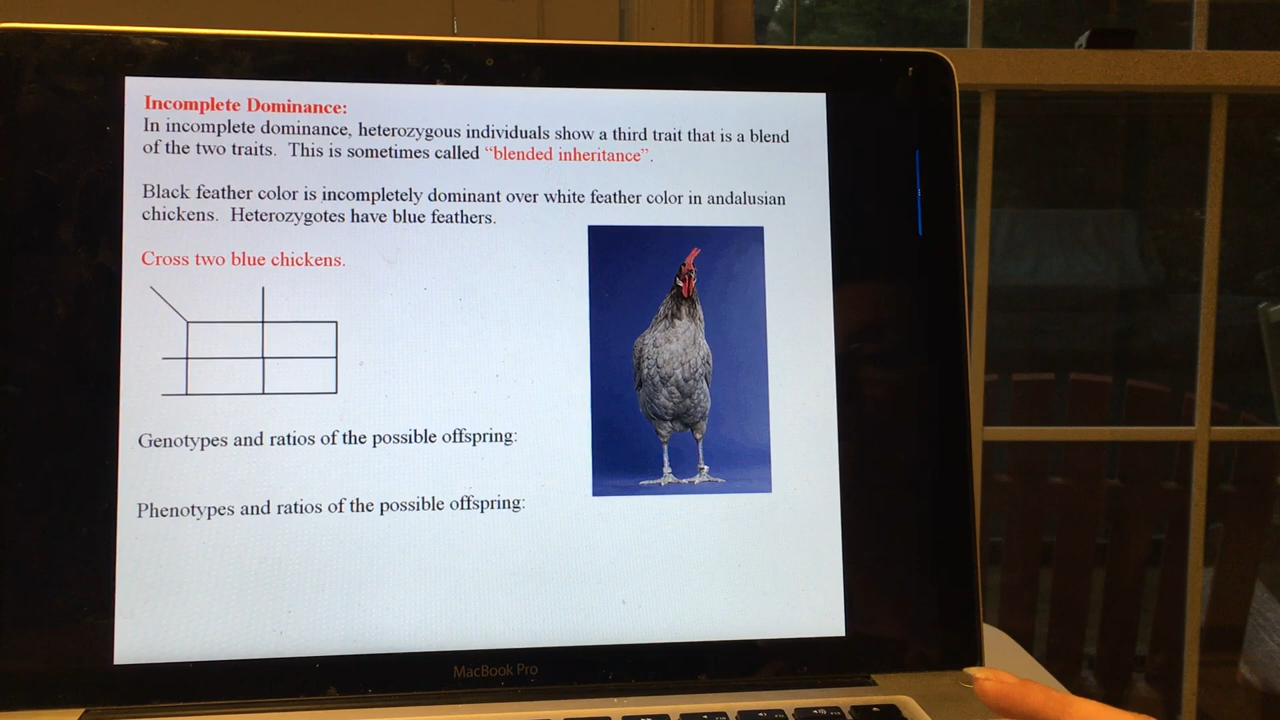 Incomplete Dominance:
In incomplete dominance, heterozygous individuals show a third trait that is a blend
of the two traits.  This is sometimes called “blended inheritance”.
Black feather color is incompletely dominant over white feather color in andalusian
chickens.  Heterozygotes have blue feathers.
Cross two blue chickens.
Genotypes and ratios of the possible offspring:
Phenotypes and ratios of the possible offspring:
MacBook Pro